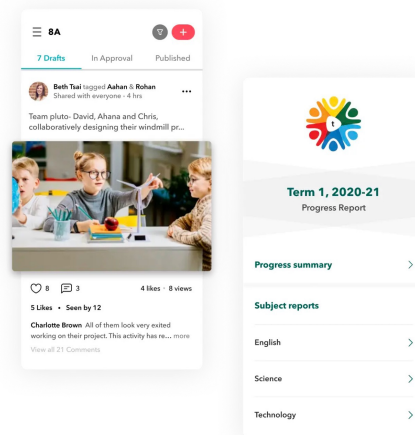 8A
7 Drafts
In Approval
Published
Beth Tsai tagged Aahan & Rohan
Shared with everyone - 4 hrs
Team pluto- David, Ahana and Chris,
collaboratively designing their windmill pr...
8
3
4 likes · 8 views
5 Likes • Seen by 12
Charlotte Brown All of them look very exited
working on their project. This activity has re... more
View all 21 Comments
t
Term 1, 2020-21
Progress Report
Progress summary
Subject reports
English
Science
Technology